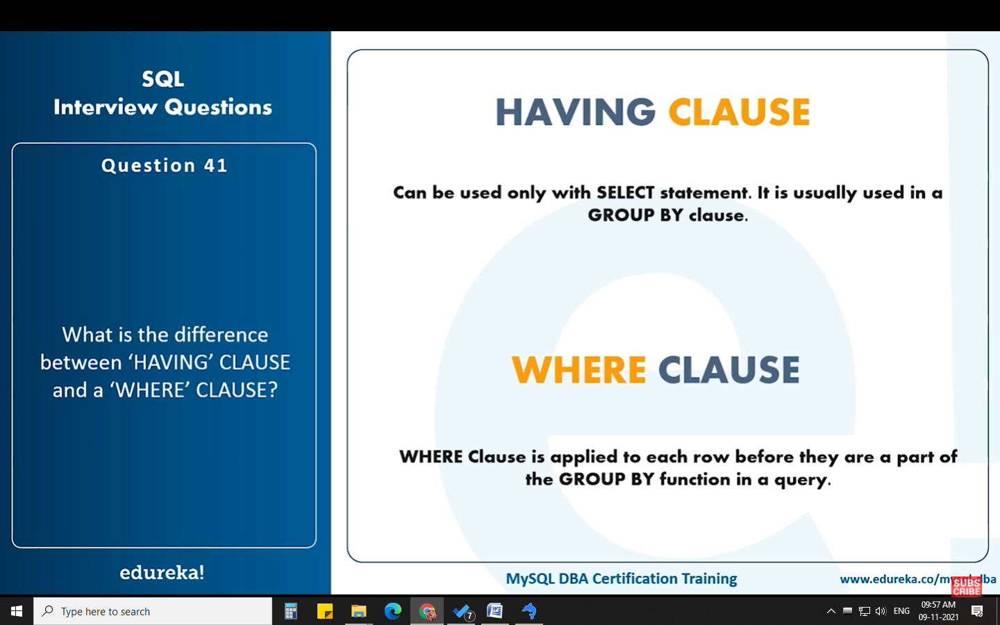 SQL
Interview Questions
Question 41
What is the difference
between ‘HAVING’ CLAUSE
and a ‘WHERE’ CLAUSE?
edureka!
HAVING CLAUSE
Can be used only with SELECT statement. It is usually used in a
GROUP BY clause.
WHERE CLAUSE
WHERE Clause is applied to each row before they are a part of
the GROUP BY function in a query.
MySQL DBA Certification Training
www.edureka.co/mysql-dba
SUBS
CRIBE
Type here to search
7
ENG
09:57 AM
09-11-2021